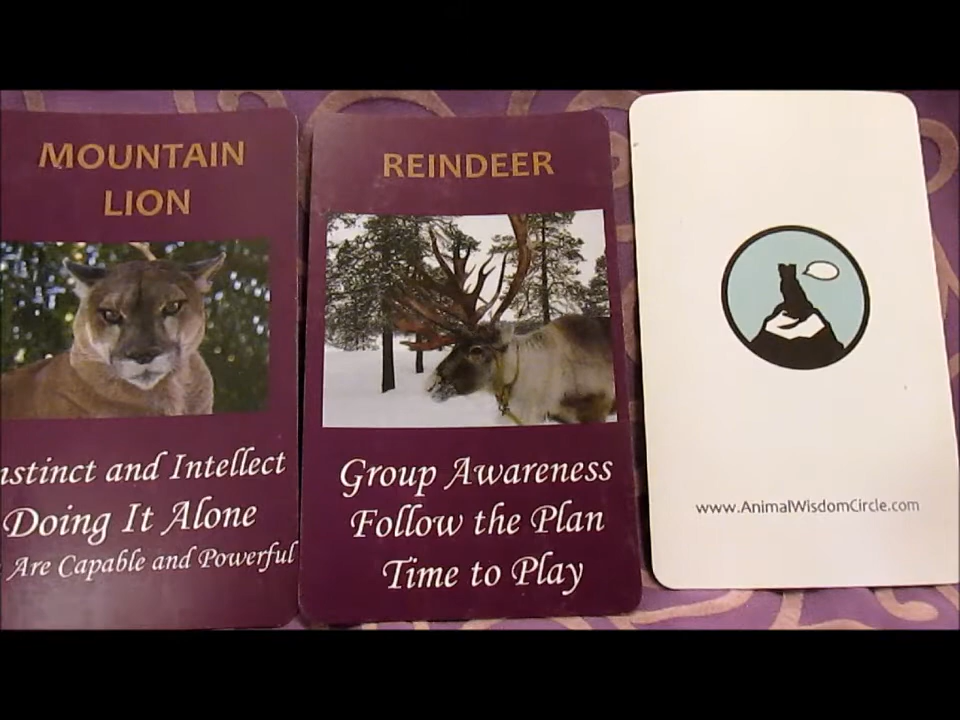 MOUNTAIN
LION
Instinct and Intellect
Doing It Alone
Are Capable and Powerful
REINDEER
Group Awareness
Follow the Plan
Time to Play
www.AnimalWisdomCircle.com